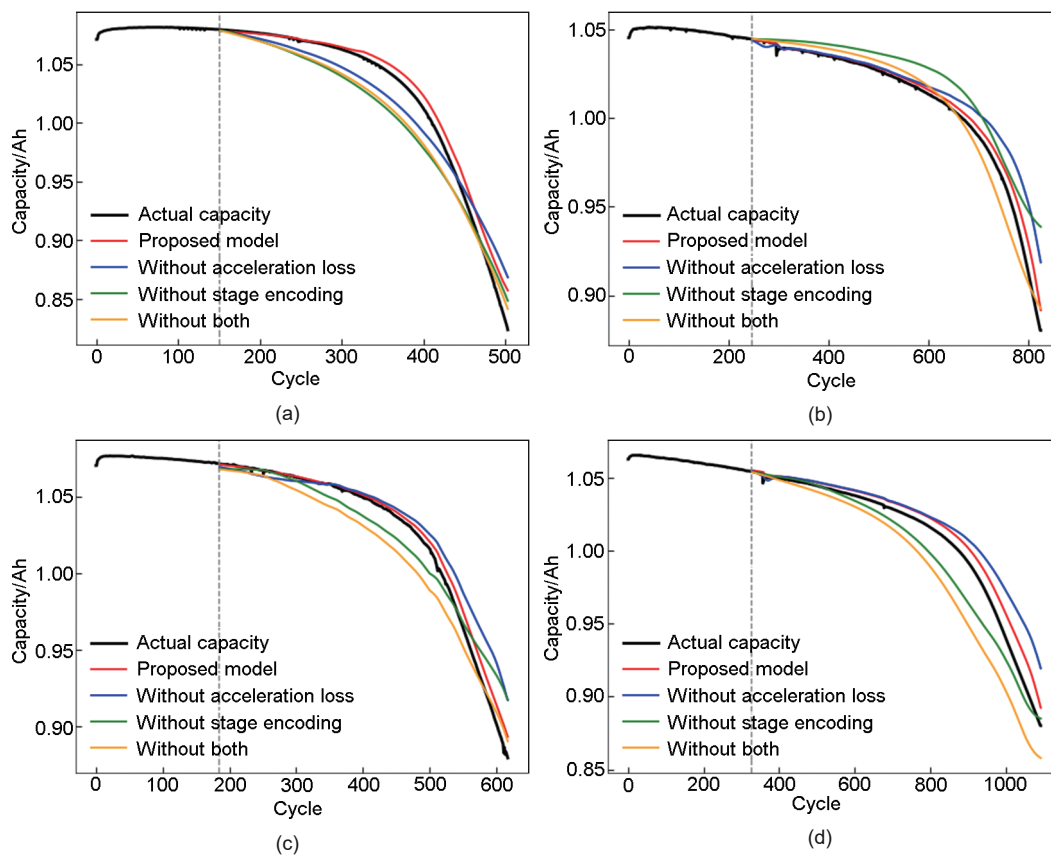 1.05
1.00
0.95
0.90
0.85
Capacity/Ah
Actual capacity
Proposed model
Without acceleration loss
Without stage encoding
Without both
0 100 200 300 400 500
Cycle
(a)
1.05
1.00
0.95
0.90
Capacity/Ah
Actual capacity
Proposed model
Without acceleration loss
Without stage encoding
Without both
0 200 400 600 800
Cycle
(b)
1.05
1.00
0.90
Capacity/Ah
Actual capacity
Proposed model
Without acceleration loss
Without stage encoding
Without both
0 100 200 300 400 500 600
Cycle
(c)
1.05
1.00
0.95
0.90
0.85
Capacity/Ah
Actual capacity
Proposed model
Without acceleration loss
Without stage encoding
Without both
0 200 400 600 800 1000
Cycle
(d)